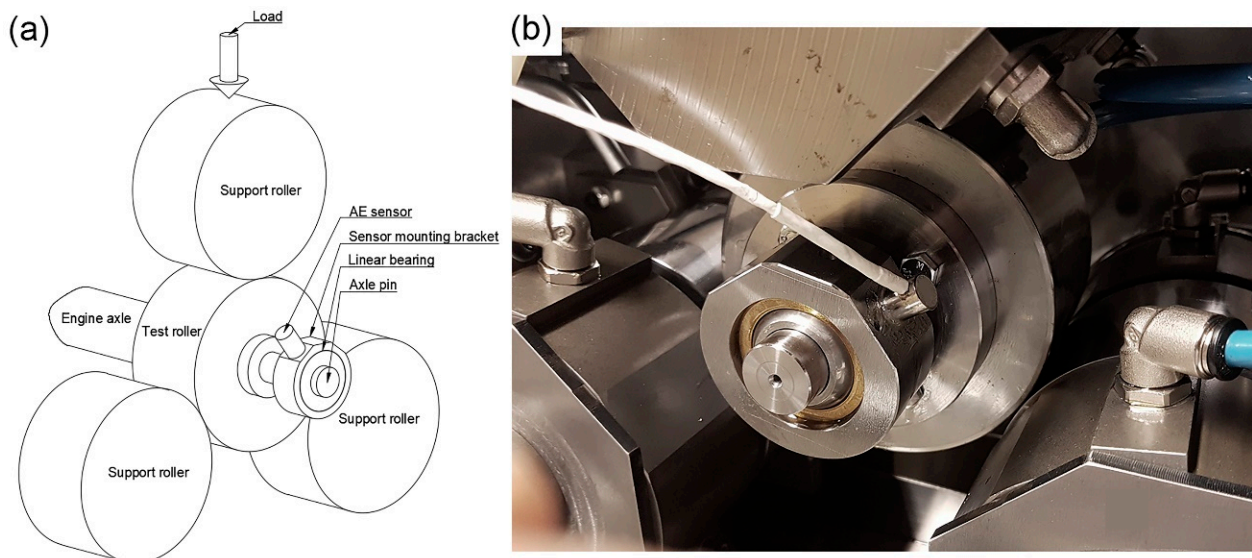 (a)
Load
Support roller
AE sensor
Sensor mounting bracket
Linear bearing
Axle pin
Engine axle
Test roller
Support roller
Support roller
(b)